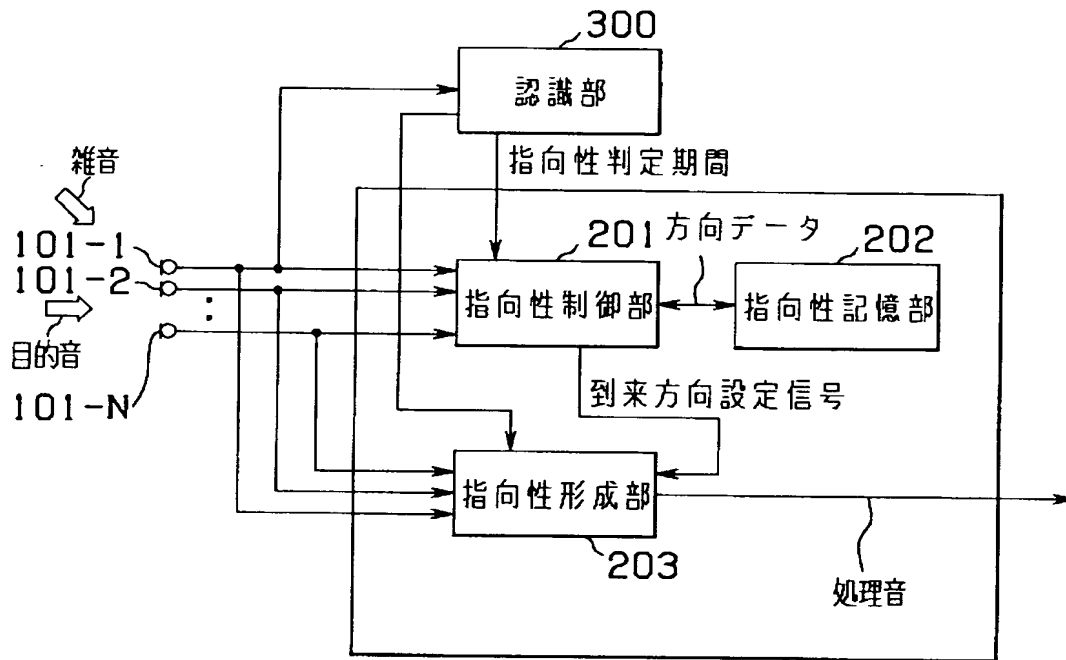 300
認識部
指向性判定期間
雑音
101-1
101-2
:
目的音
101-N
201
方向データ
202
指向性制御部
指向性記憶部
到来方向設定信号
指向性形成部
203
処理音